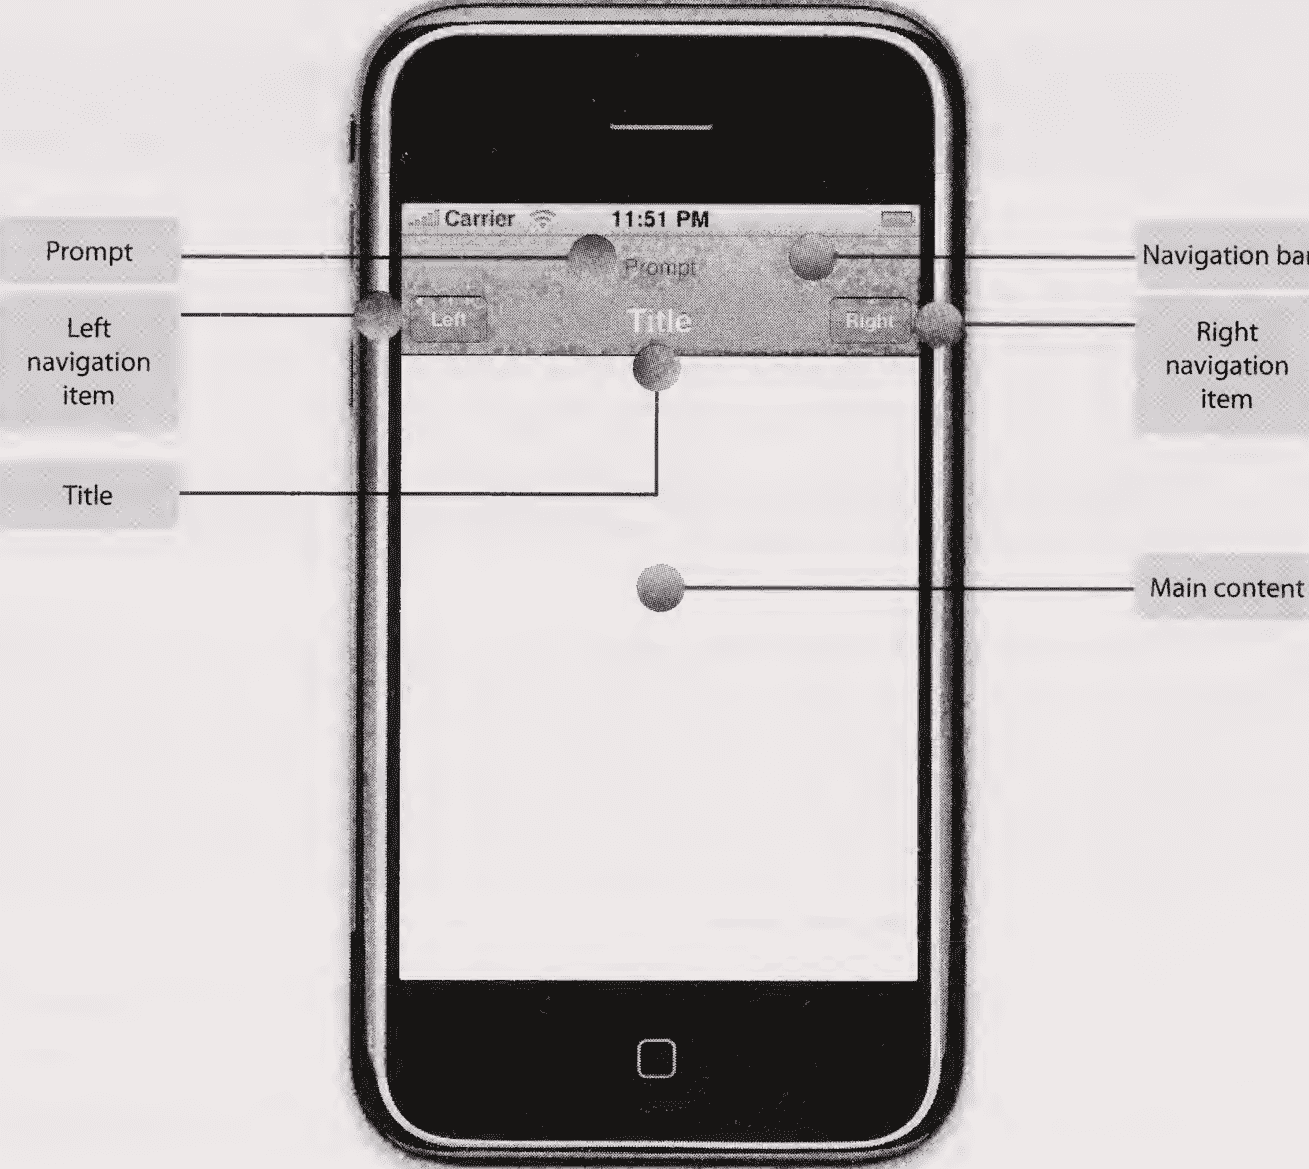 Carrier 11:51 PM
Prompt
Prompt
Navigation bar
Left
navigation
item
Left
Title
Right
Right
navigation
item
Title
Main content